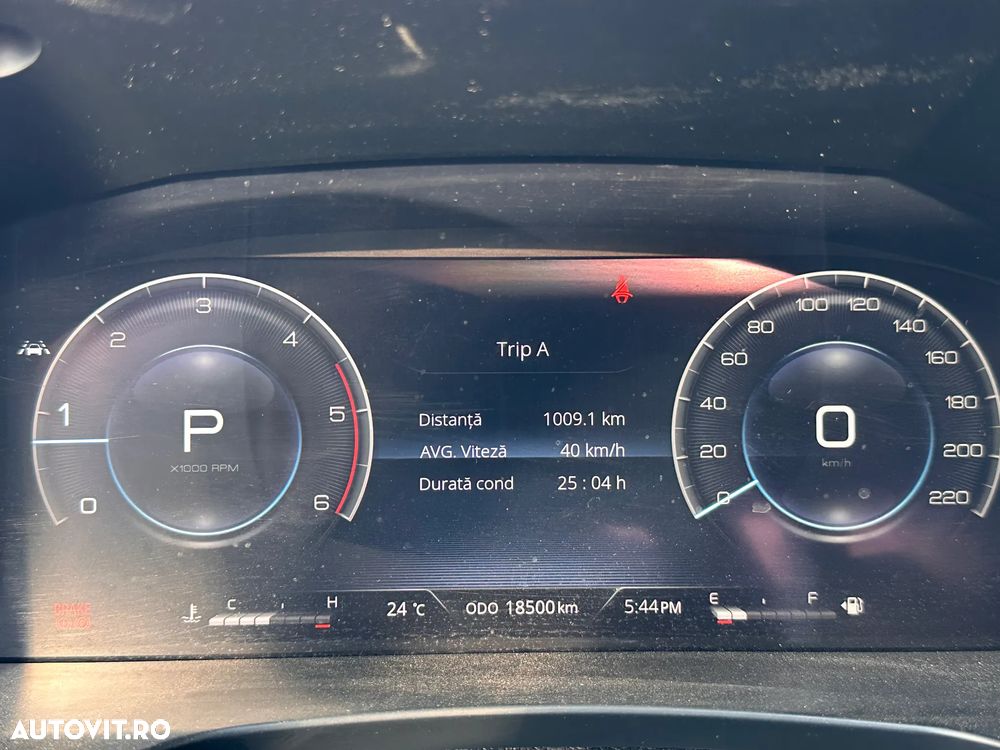 Trip A
Distanță 1009.1 km
AVG. Viteză 40 km/h
Durată cond 25 : 04 h
0 1 2 3 4 5 6
P
X1000 RPM
0 20 40 60 80 100 120 140 160 180 200 220
0
km/h
BRAKE
C H
24 °C
ODO 18500 km
5:44 PM
E F
AUTOVIT.RO